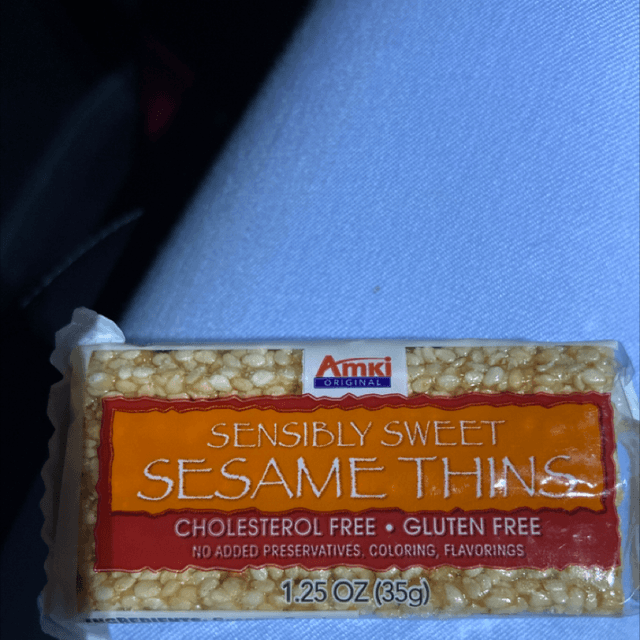 Amki
ORIGINAL
SENSIBLY SWEET
SESAME THINS
CHOLESTEROL FREE • GLUTEN FREE
NO ADDED PRESERVATIVES, COLORING, FLAVORINGS
1.25 OZ (35g)
INGREDIENTS: